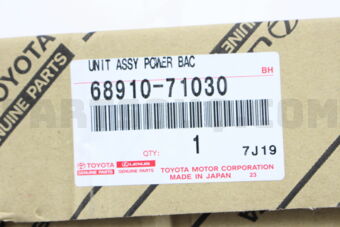 UNIT ASSY POWER BAC
BH
68910-71030
QTY: 1 7J19
TOYOTA GENUINE PARTS LEXUS GENUINE PARTS
TOYOTA MOTOR CORPORATION
MADE IN JAPAN 23
TOYOTA
GENUINE PARTS